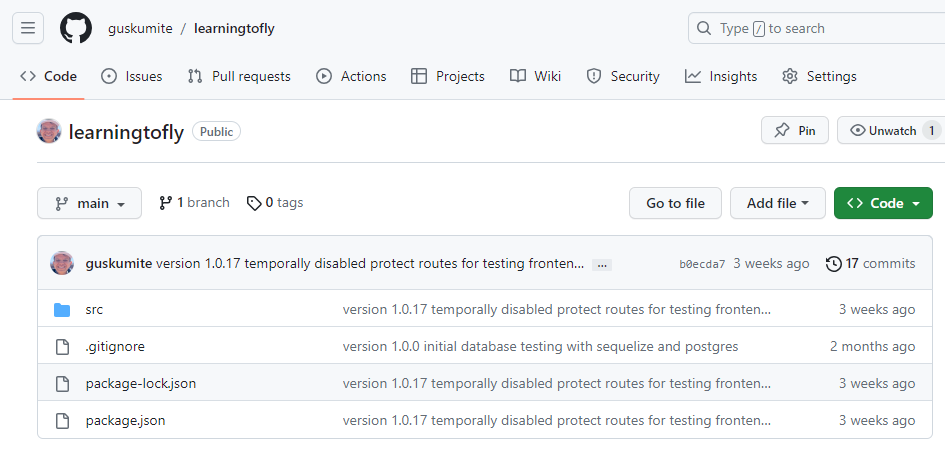 guskumite / learningtofly Type / to search
Code Issues Pull requests Actions Projects Wiki Security Insights Settings
learningtofly Public Pin Unwatch 1
main 1 branch 0 tags Go to file Add file Code
guskumite version 1.0.17 temporally disabled protect routes for testing fronten... ... b0ecda7 3 weeks ago 17 commits
src version 1.0.17 temporally disabled protect routes for testing fronten... 3 weeks ago
.gitignore version 1.0.0 initial database testing with sequelize and postgres 2 months ago
package-lock.json version 1.0.17 temporally disabled protect routes for testing fronten... 3 weeks ago
package.json version 1.0.17 temporally disabled protect routes for testing fronten... 3 weeks ago